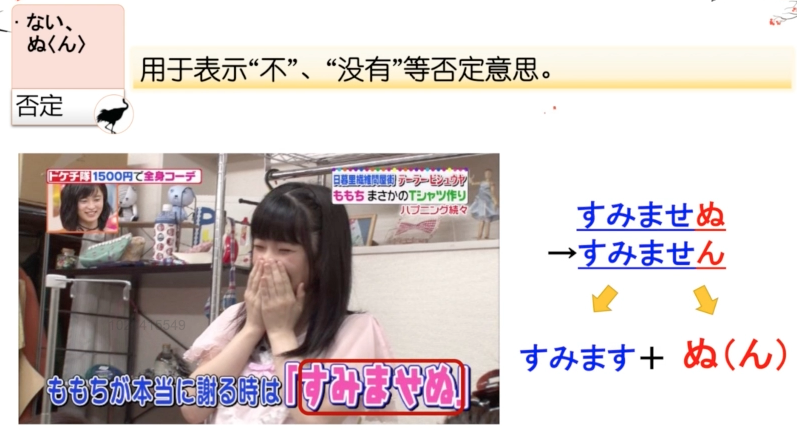 · ない、
ぬ〈ん〉
否定
用于表示“不”、“没有”等否定意思。
ドケチ隊 1500円で全身コーデ
ももち まさかのTシャツ作り
ハプニング続々
ももちが本当に謝る時は「すみませぬ」
すみませぬ
→すみません
すみます+ ぬ(ん)